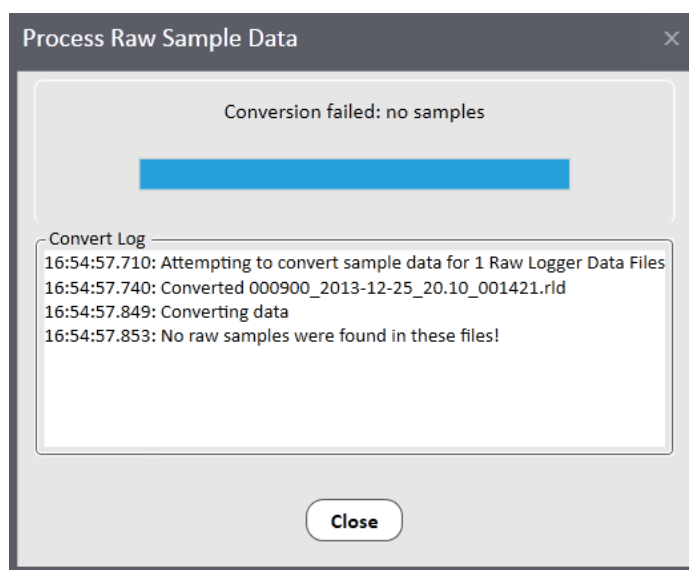 Process Raw Sample Data
Conversion failed: no samples
Convert Log
16:54:57.710: Attempting to convert sample data for 1 Raw Logger Data Files
16:54:57.740: Converted 000900_2013-12-25_20.10_001421.rld
16:54:57.849: Converting data
16:54:57.853: No raw samples were found in these files!
Close